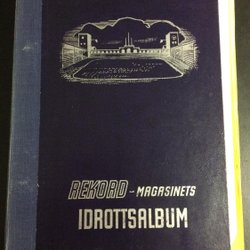 REKORD - MAGASINETS
IDROTTSALBUM